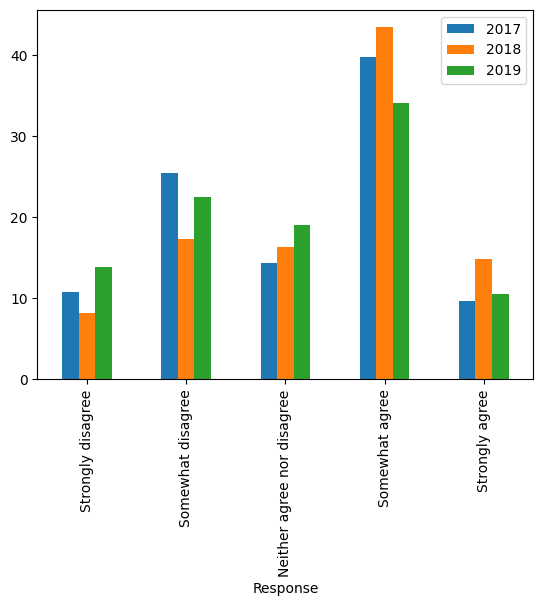 2017
2018
2019
40
30
20
10
0
Strongly disagree
Somewhat disagree
Neither agree nor disagree
Somewhat agree
Strongly agree
Response